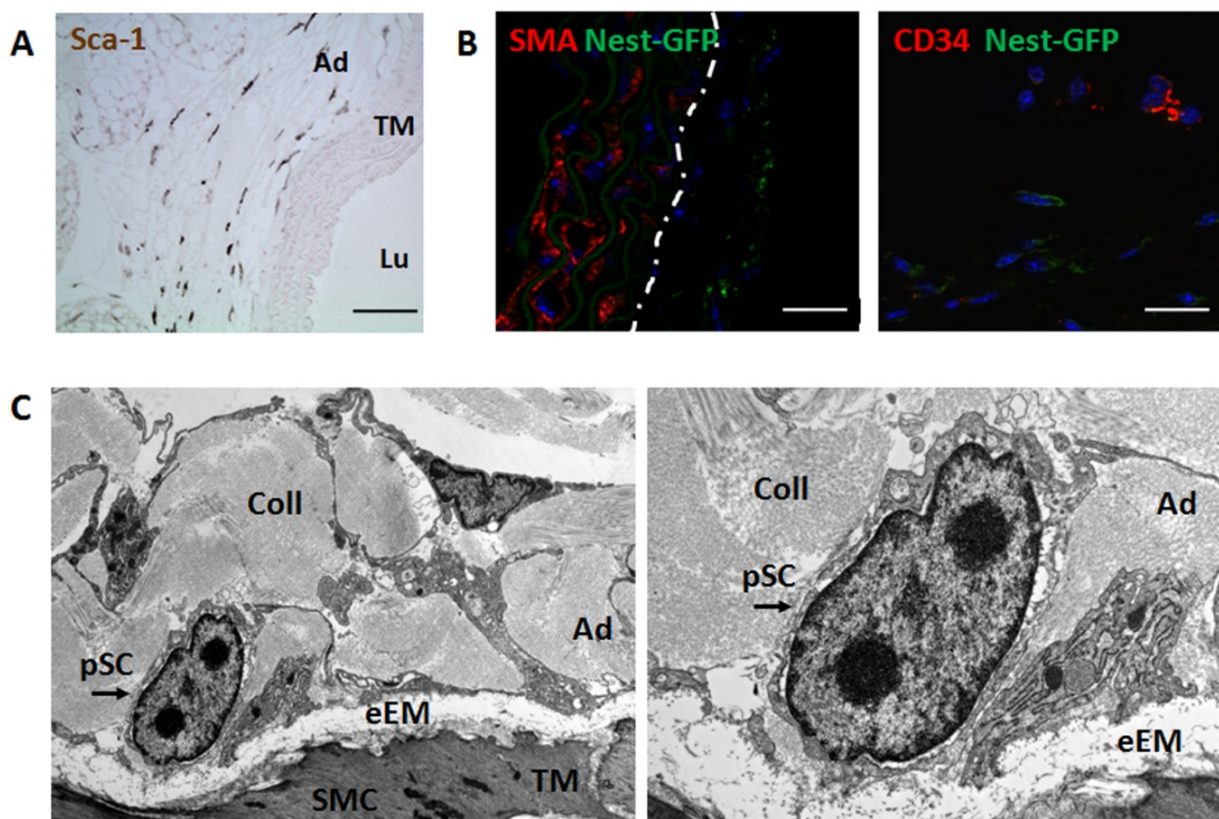 A
Sca-1
Ad
TM
Lu
B
SMA Nest-GFP
CD34 Nest-GFP
C
Coll
pSC
Ad
eEM
SMC
TM
Coll
Ad
pSC
eEM